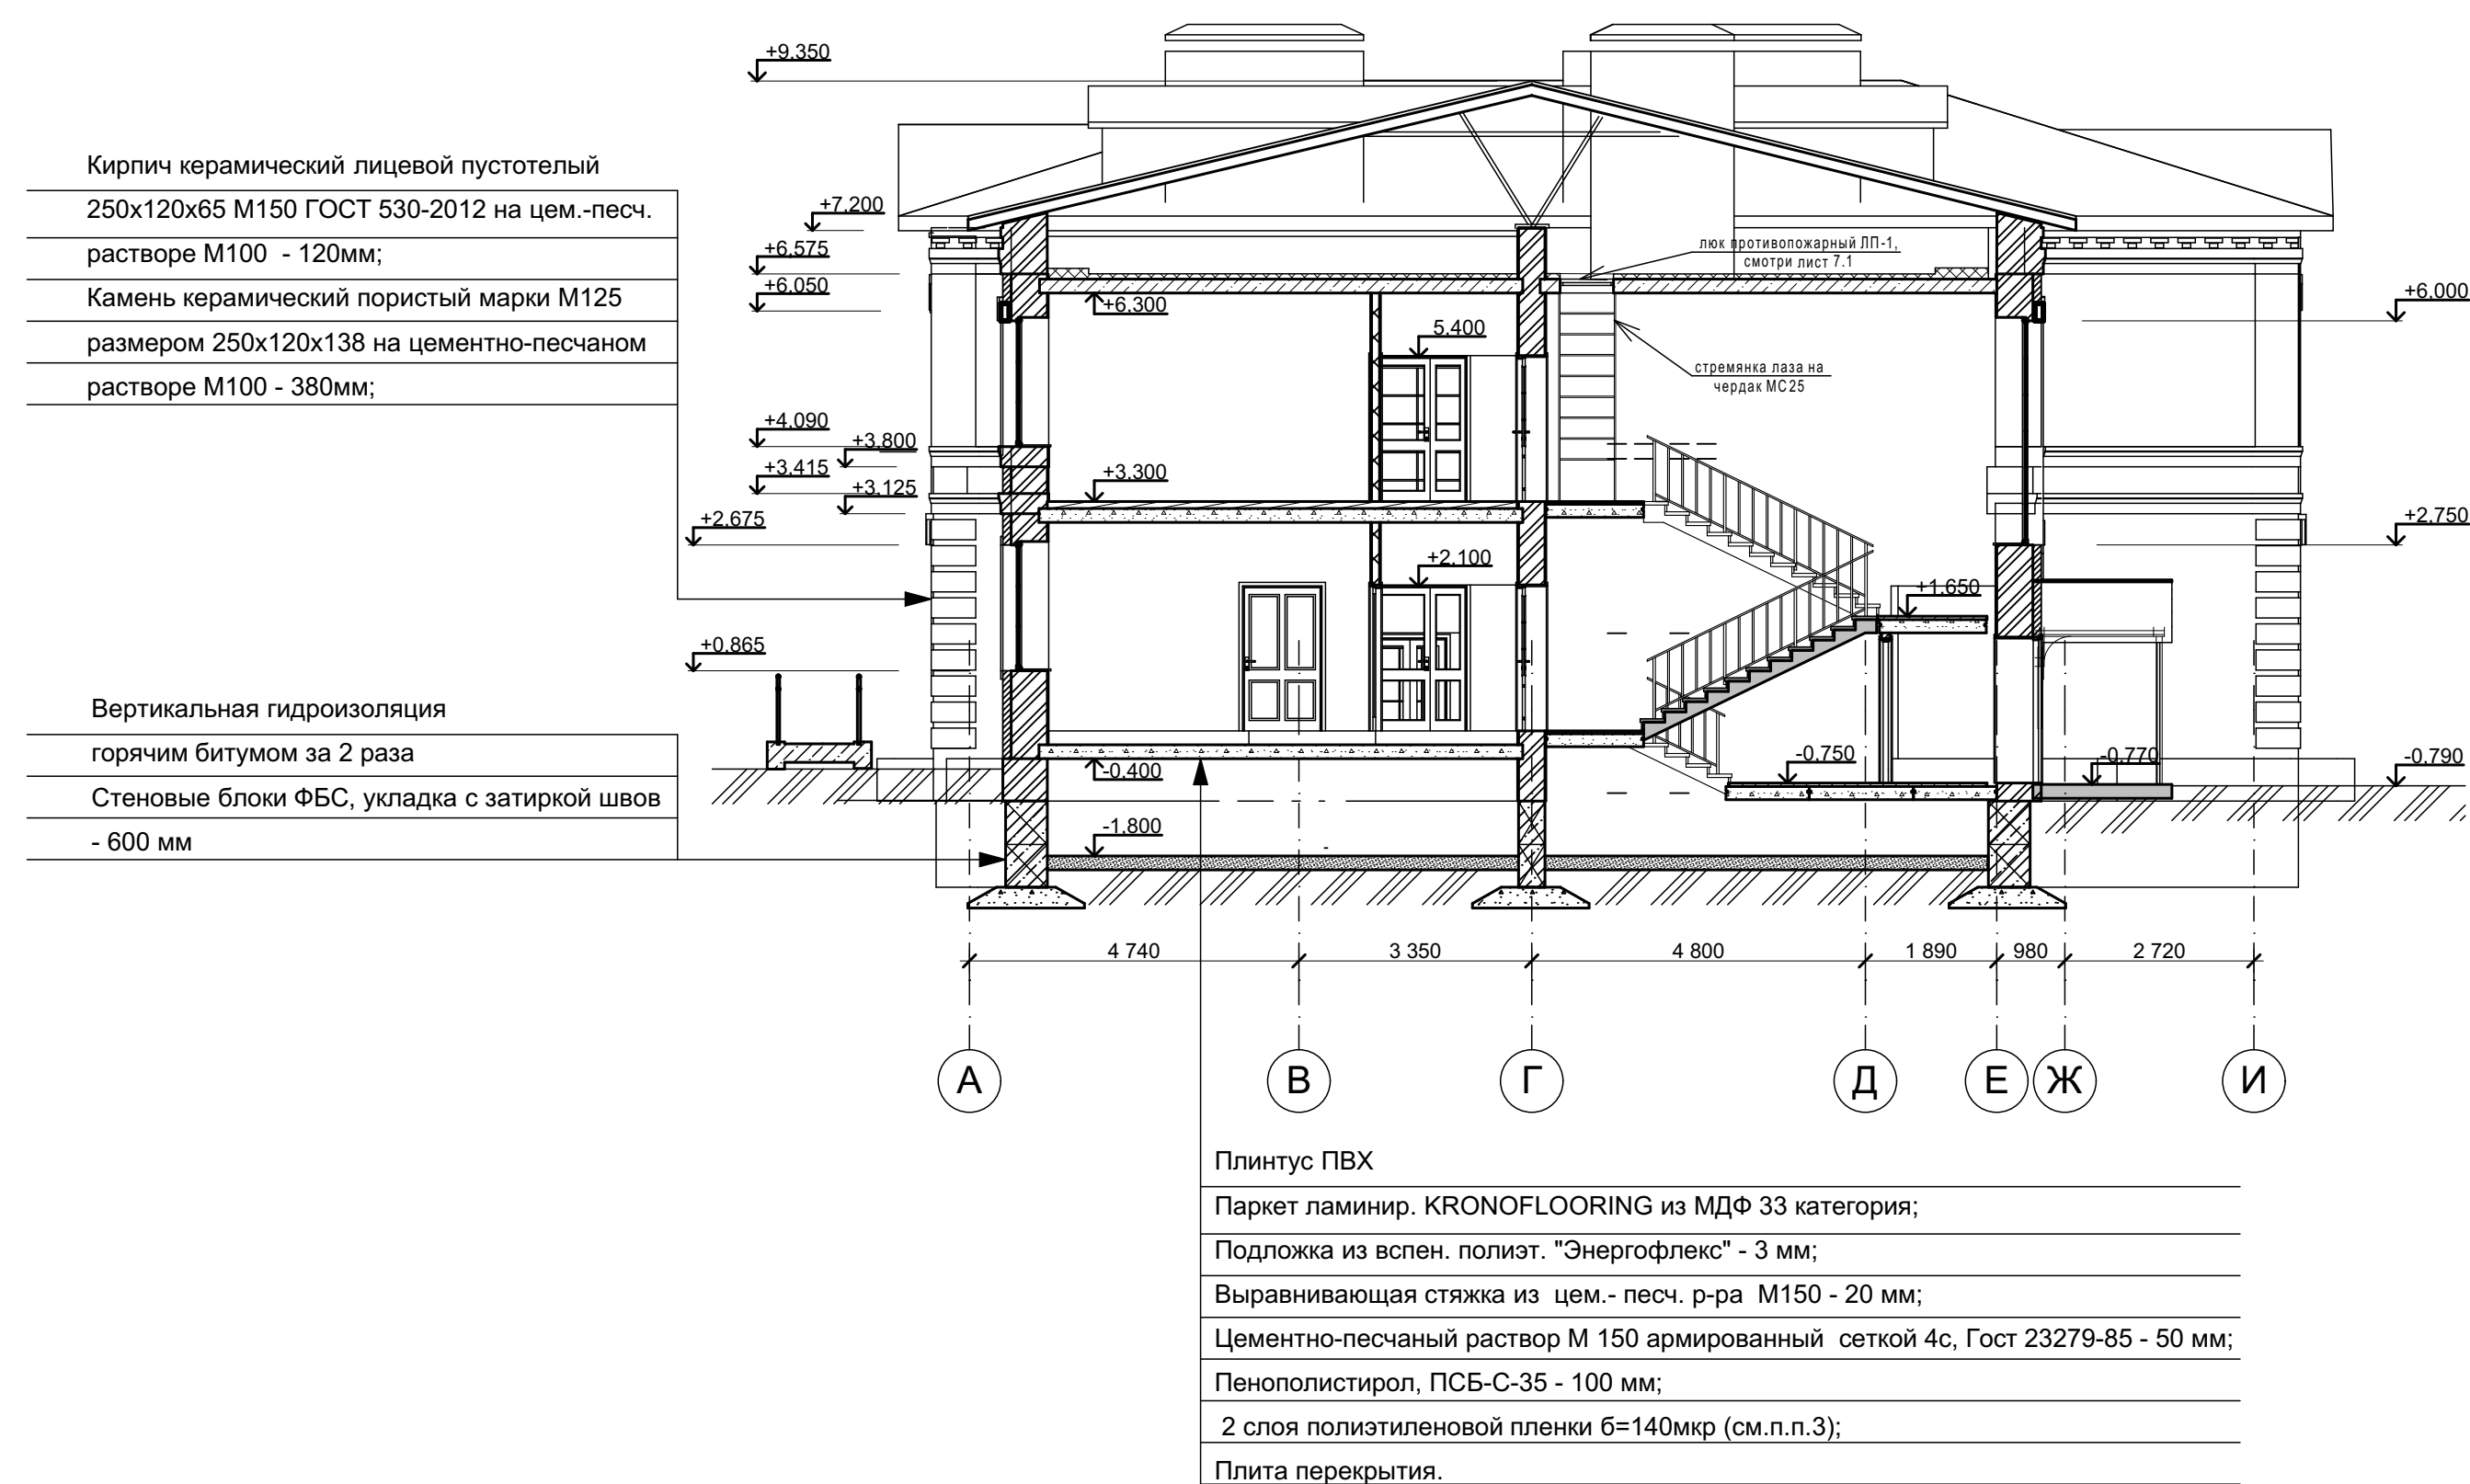 +9,350
Кирпич керамический лицевой пустотелый
250х120х65 М150 ГОСТ 530-2012 на цем.-песч.
растворе М100 - 120мм;
Камень керамический пористый марки М125
размером 250х120х138 на цементно-песчаном
растворе М100 - 380мм;
+7,200
+6,575
+6,050
+4,090
+3,800
+3,415
+3,125
+2,675
+0,865
люк противопожарный ЛП-1,
смотри лист 7.1
+6,300
5,400
стремянка лаза на
чердак МС25
+3,300
+2,100
+1,650
-0,750
-0,770
-0,400
-1,800
+6,000
+2,750
-0,790
Вертикальная гидроизоляция
горячим битумом за 2 раза
Стеновые блоки ФБС, укладка с затиркой швов
- 600 мм
4 740
3 350
4 800
1 890
980
2 720
А
В
Г
Д
Е
Ж
И
Плинтус ПВХ
Паркет ламинир. KRONOFLOORING из МДФ 33 категория;
Подложка из вспен. полиэт. "Энергофлекс" - 3 мм;
Выравнивающая стяжка из цем.- песч. р-ра М150 - 20 мм;
Цементно-песчаный раствор М 150 армированный сеткой 4с, Гост 23279-85 - 50 мм;
Пенополистирол, ПСБ-С-35 - 100 мм;
2 слоя полиэтиленовой пленки б=140мкр (см.п.п.3);
Плита перекрытия.